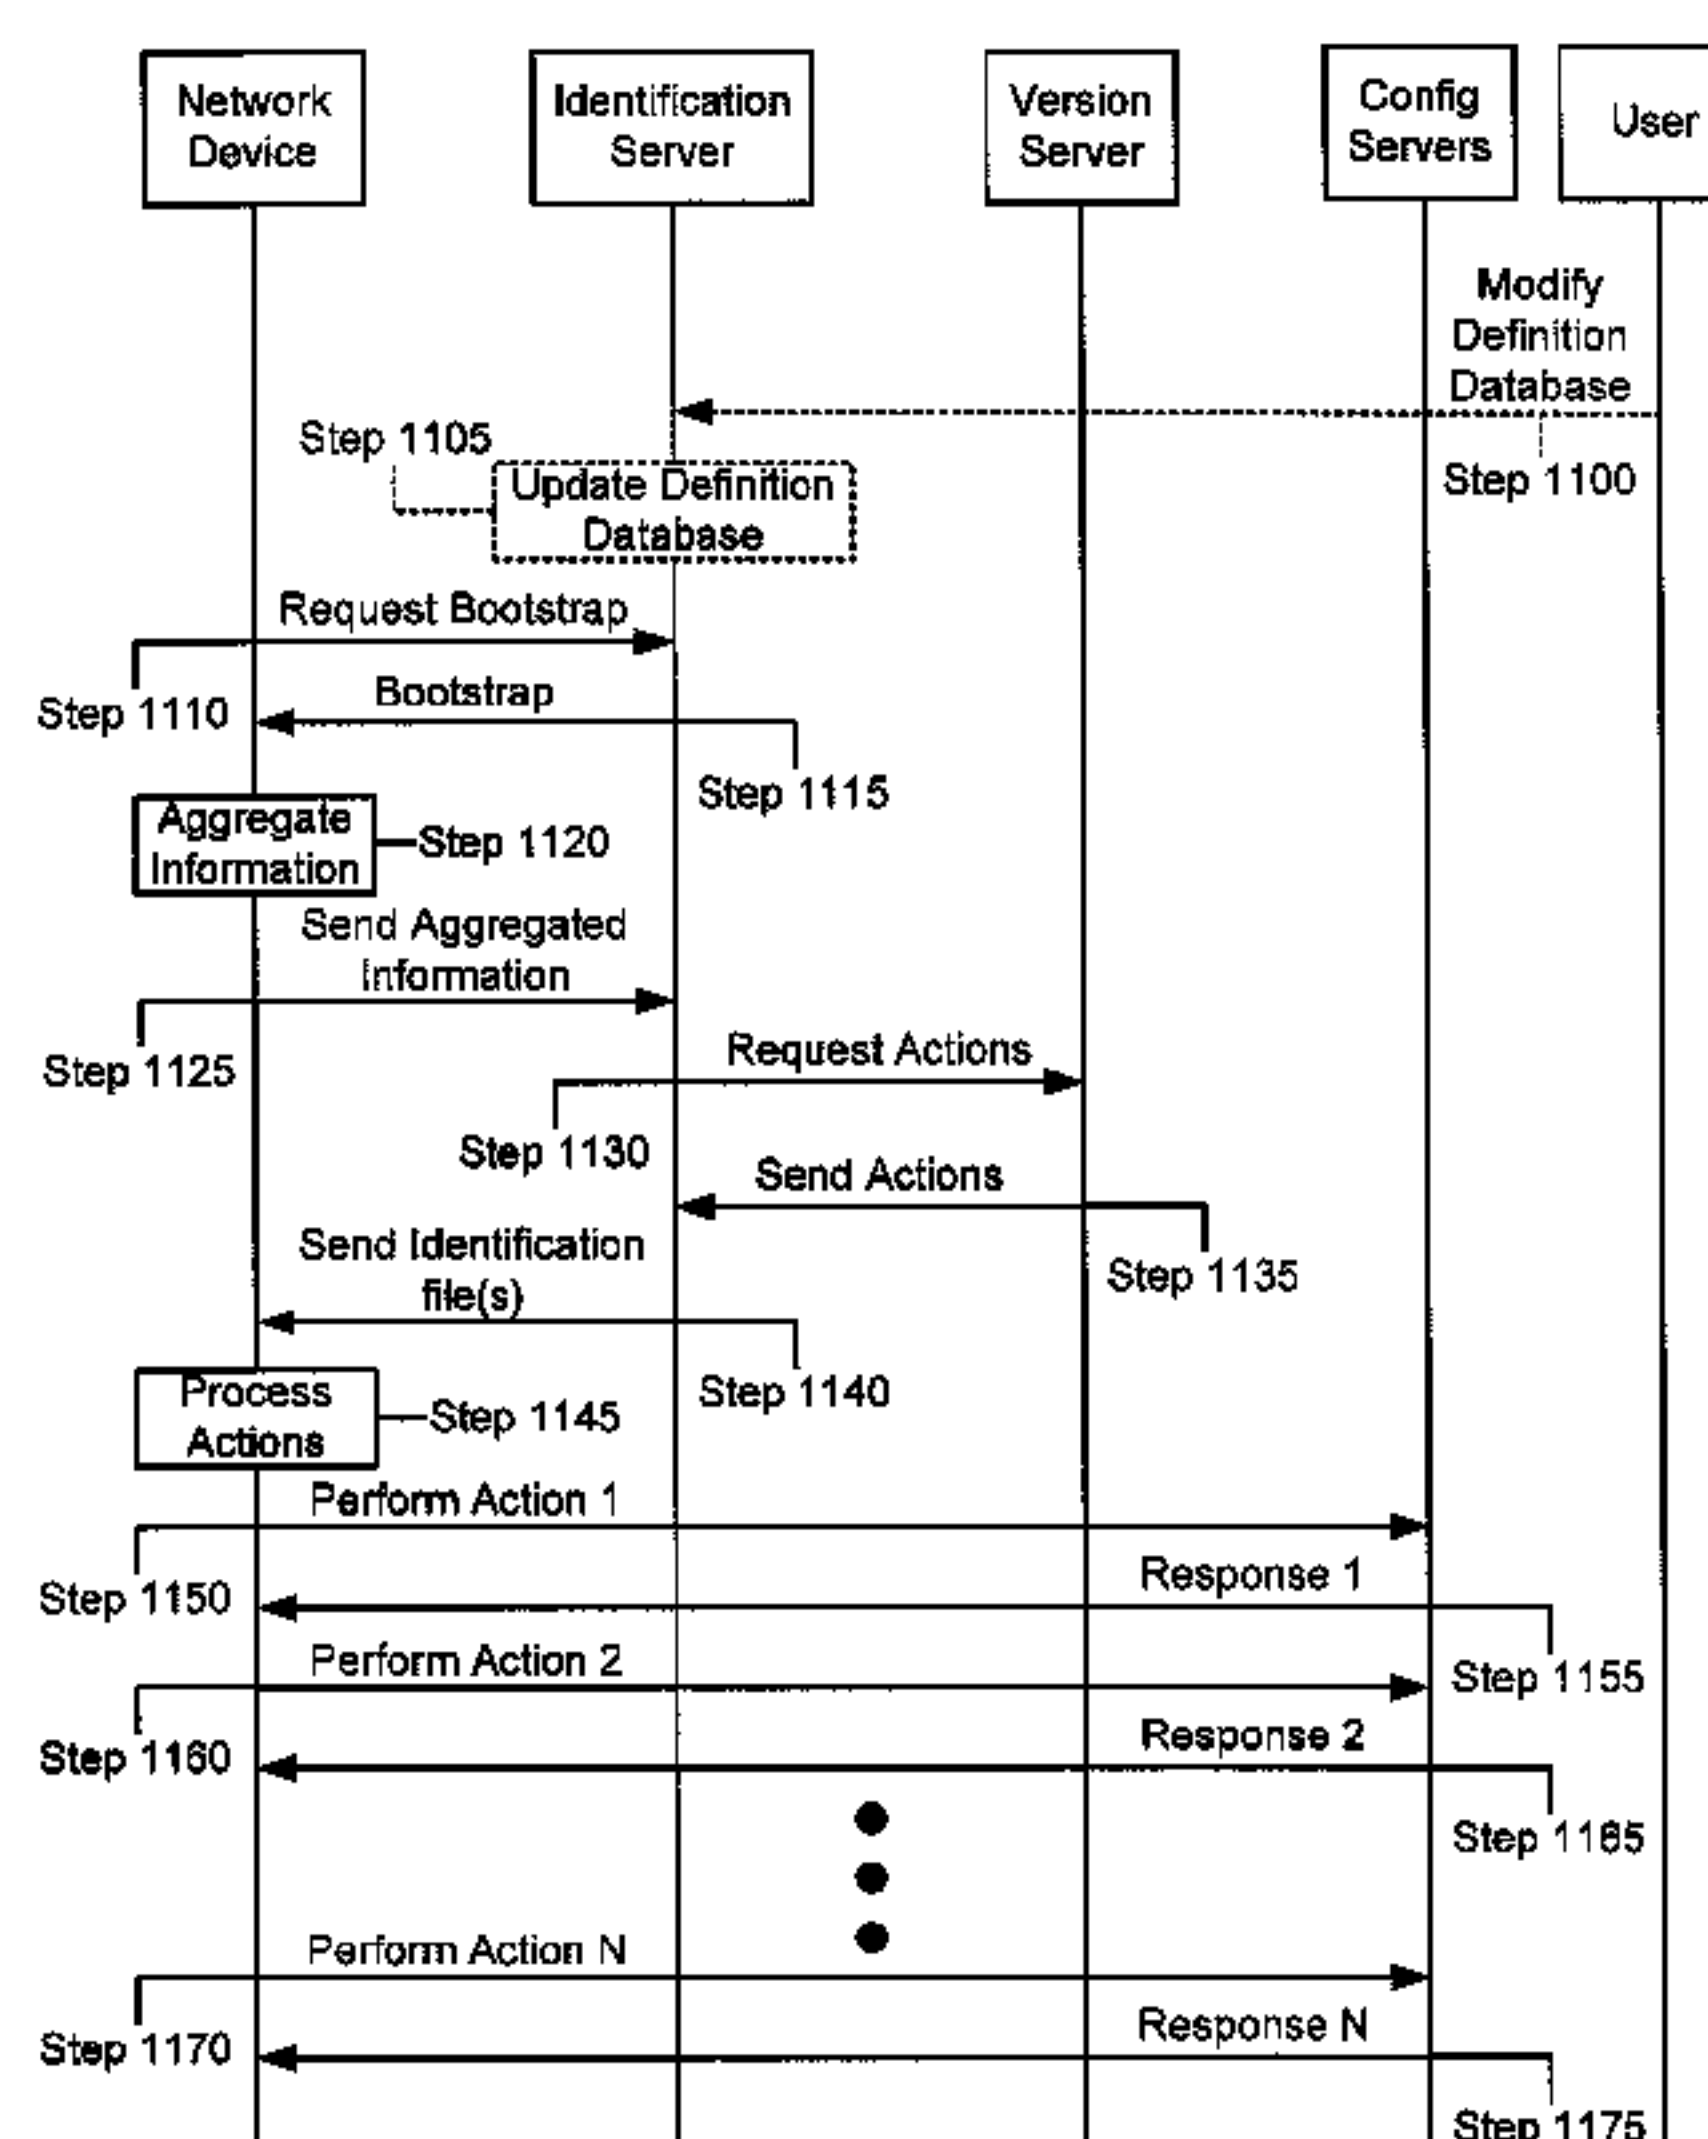 Network
Device
Identification
Server
Version
Server
Config
Servers
User
Modify
Definition
Database
Step 1105
Step 1100
Update Definition
Database
Request Bootstrap
Step 1110
Bootstrap
Step 1115
Aggregate
Information
Step 1120
Send Aggregated
Information
Step 1125
Request Actions
Step 1130
Send Actions
Step 1135
Send Identification
file(s)
Step 1140
Process
Actions
Step 1145
Perform Action 1
Step 1150
Response 1
Step 1155
Perform Action 2
Step 1160
Response 2
Step 1165
Perform Action N
Step 1170
Response N
Step 1175